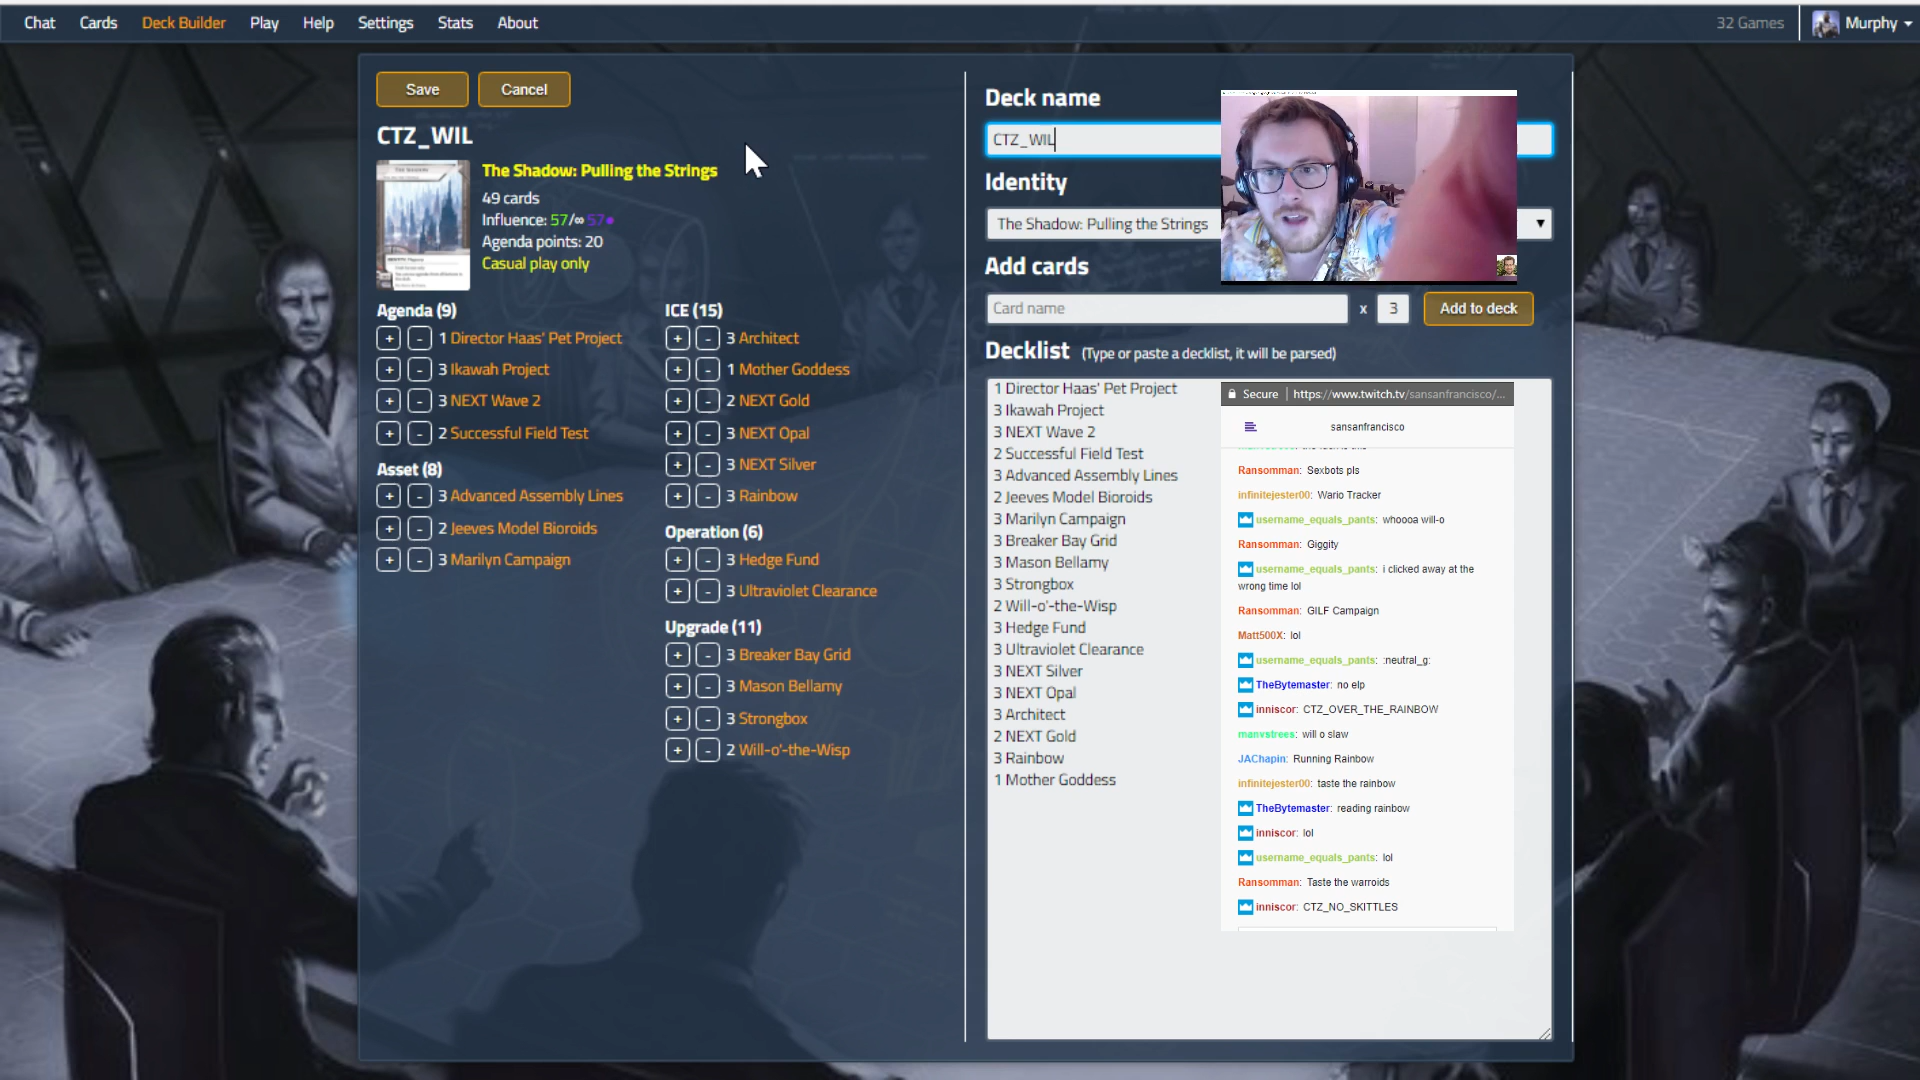 Chat Cards Deck Builder Play Help Settings Stats About 32 Games Murphy
Save Cancel
CTZ_WIL
The Shadow: Pulling the Strings
49 cards
Influence: 57/∞ 57●
Agenda points: 20
Casual play only
Agenda (9)
+ - 1 Director Haas' Pet Project
+ - 3 Ikawah Project
+ - 3 NEXT Wave 2
+ - 2 Successful Field Test
Asset (8)
+ - 3 Advanced Assembly Lines
+ - 2 Jeeves Model Bioroids
+ - 3 Marilyn Campaign
ICE (15)
+ - 3 Architect
+ - 1 Mother Goddess
+ - 2 NEXT Gold
+ - 3 NEXT Opal
+ - 3 NEXT Silver
+ - 3 Rainbow
Operation (6)
+ - 3 Hedge Fund
+ - 3 Ultraviolet Clearance
Upgrade (11)
+ - 3 Breaker Bay Grid
+ - 3 Mason Bellamy
+ - 3 Strongbox
+ - 2 Will-o'-the-Wisp
Deck name
CTZ_WIL
Identity
The Shadow: Pulling the Strings
Add cards
Card name x 3 Add to deck
Decklist (Type or paste a decklist, it will be parsed)
1 Director Haas' Pet Project
3 Ikawah Project
3 NEXT Wave 2
2 Successful Field Test
3 Advanced Assembly Lines
2 Jeeves Model Bioroids
3 Marilyn Campaign
3 Breaker Bay Grid
3 Mason Bellamy
3 Strongbox
2 Will-o'-the-Wisp
3 Hedge Fund
3 Ultraviolet Clearance
3 NEXT Silver
3 NEXT Opal
3 Architect
2 NEXT Gold
3 Rainbow
1 Mother Goddess
Secure https://www.twitch.tv/sansanfrancisco/...
sansanfrancisco
Ransomman: Sexbots pls
infinitejester00: Wario Tracker
username_equals_pants: whoooa will-o
Ransomman: Giggity
username_equals_pants: i clicked away at the
wrong time lol
Ransomman: GILF Campaign
Matt500X: lol
username_equals_pants: :neutral_g:
TheBytemaster: no elp
inniscor: CTZ_OVER_THE_RAINBOW
manvstrees: will o slaw
JAChapin: Running Rainbow
infinitejester00: taste the rainbow
TheBytemaster: reading rainbow
inniscor: lol
username_equals_pants: lol
Ransomman: Taste the warroids
inniscor: CTZ_NO_SKITTLES